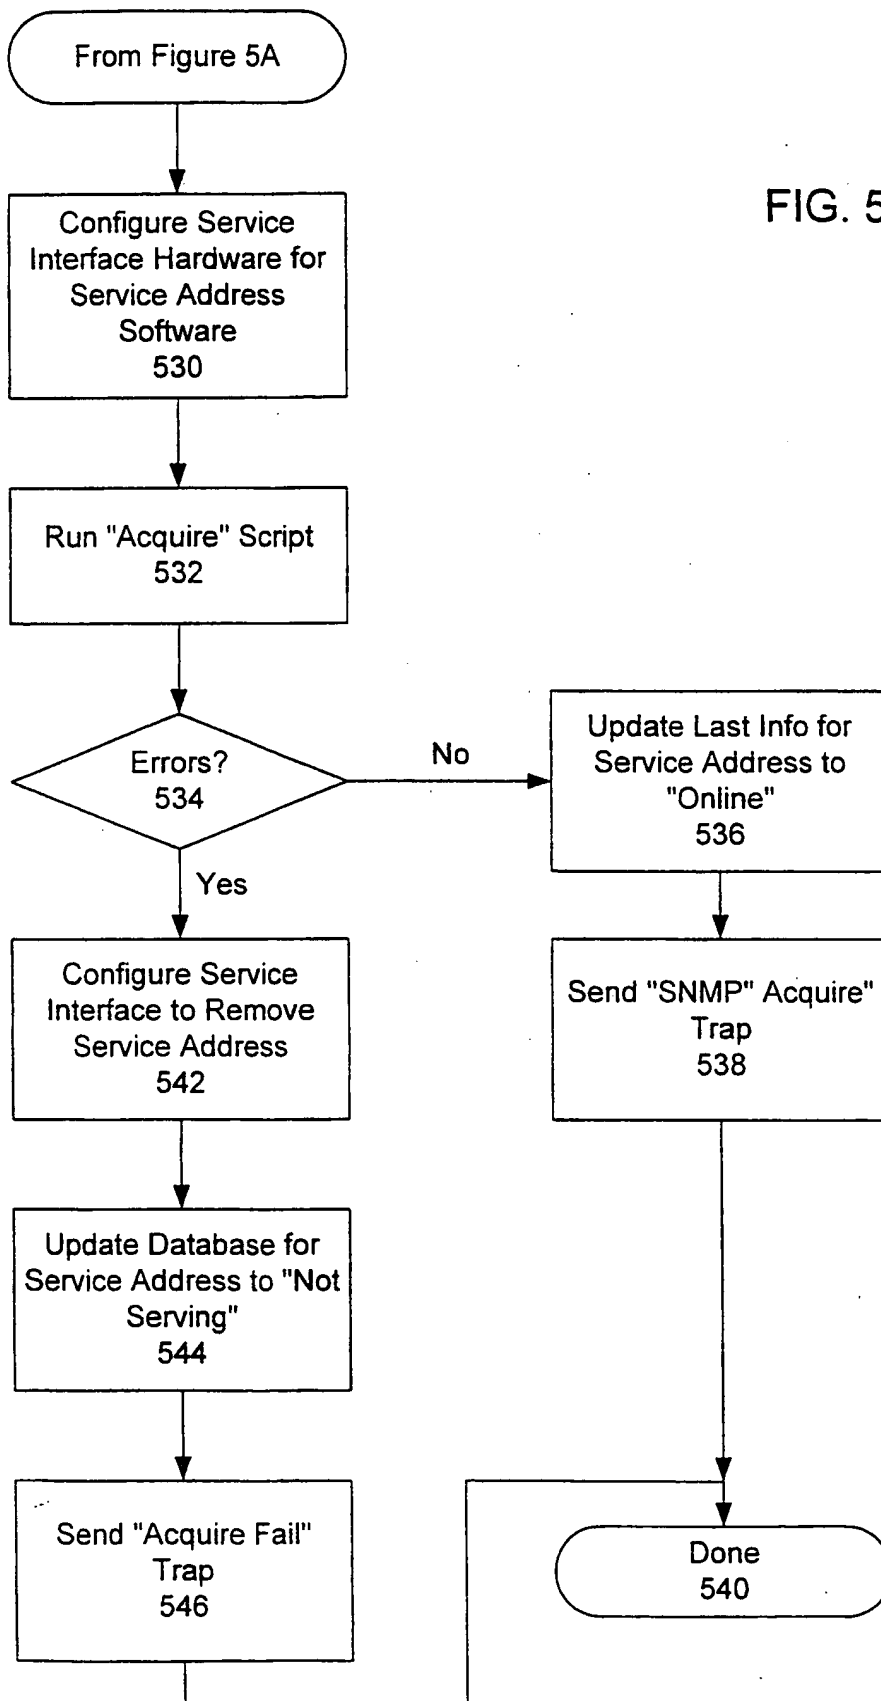 From Figure 5A
FIG. 5
Configure Service
Interface Hardware for
Service Address
Software
530
Run "Acquire" Script
532
Errors?
534
No
Yes
Update Last Info for
Service Address to
"Online"
536
Send "SNMP" Acquire"
Trap
538
Configure Service
Interface to Remove
Service Address
542
Update Database for
Service Address to "Not
Serving"
544
Send "Acquire Fail"
Trap
546
Done
540